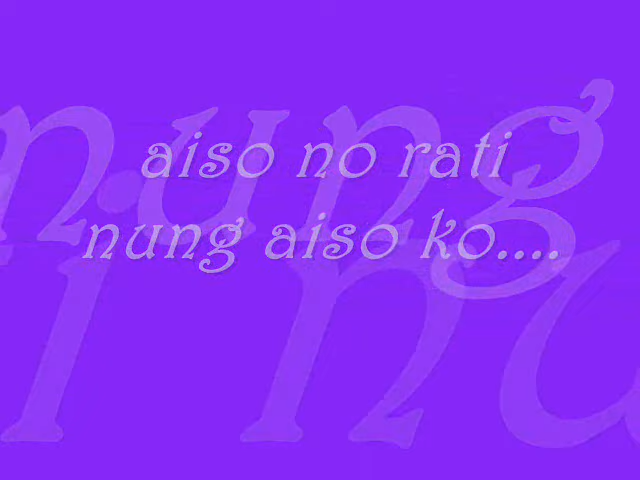 aiso no rati
nung aiso ko....